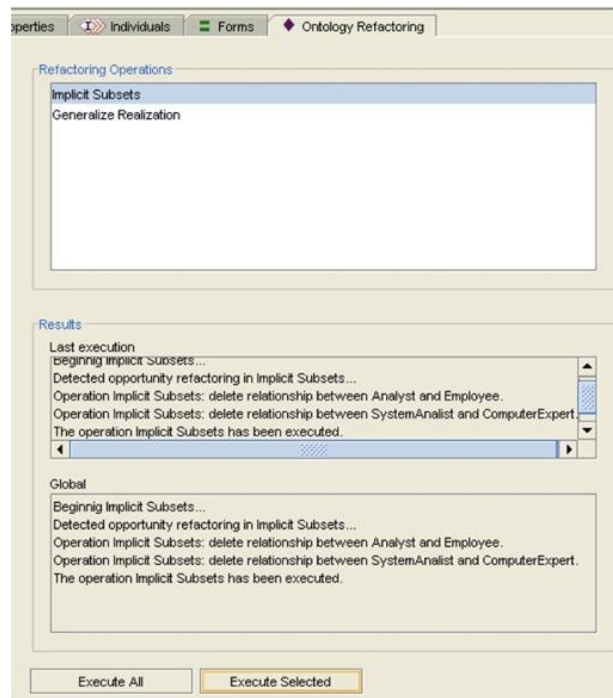 operties Individuals Forms Ontology Refactoring
Refactoring Operations
Implicit Subsets
Generalize Realization
Results
Last execution
Beginnig Implicit Subsets...
Detected opportunity refactoring in Implicit Subsets...
Operation Implicit Subsets: delete relationship between Analyst and Employee.
Operation Implicit Subsets: delete relationship between SystemAnalist and ComputerExpert.
The operation Implicit Subsets has been executed.
Global
Beginnig Implicit Subsets...
Detected opportunity refactoring in Implicit Subsets...
Operation Implicit Subsets: delete relationship between Analyst and Employee.
Operation Implicit Subsets: delete relationship between SystemAnalist and ComputerExpert.
The operation Implicit Subsets has been executed.
Execute All Execute Selected